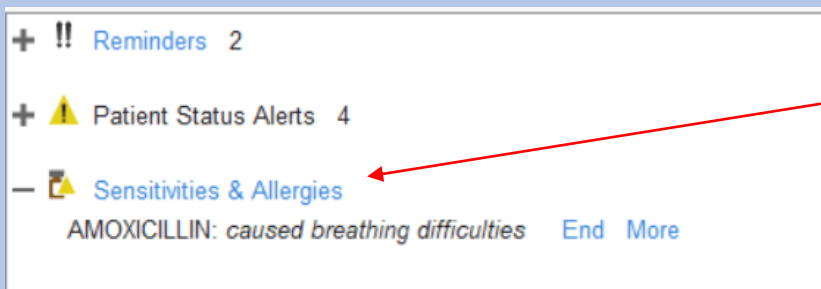 Reminders 2
Patient Status Alerts 4
Sensitivities & Allergies
AMOXICILLIN: caused breathing difficulties End More